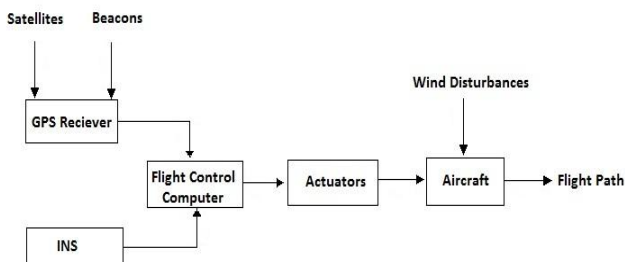 Satellites
Beacons
Wind Disturbances
GPS Reciever
Flight Control
Computer
Actuators
Aircraft
Flight Path
INS